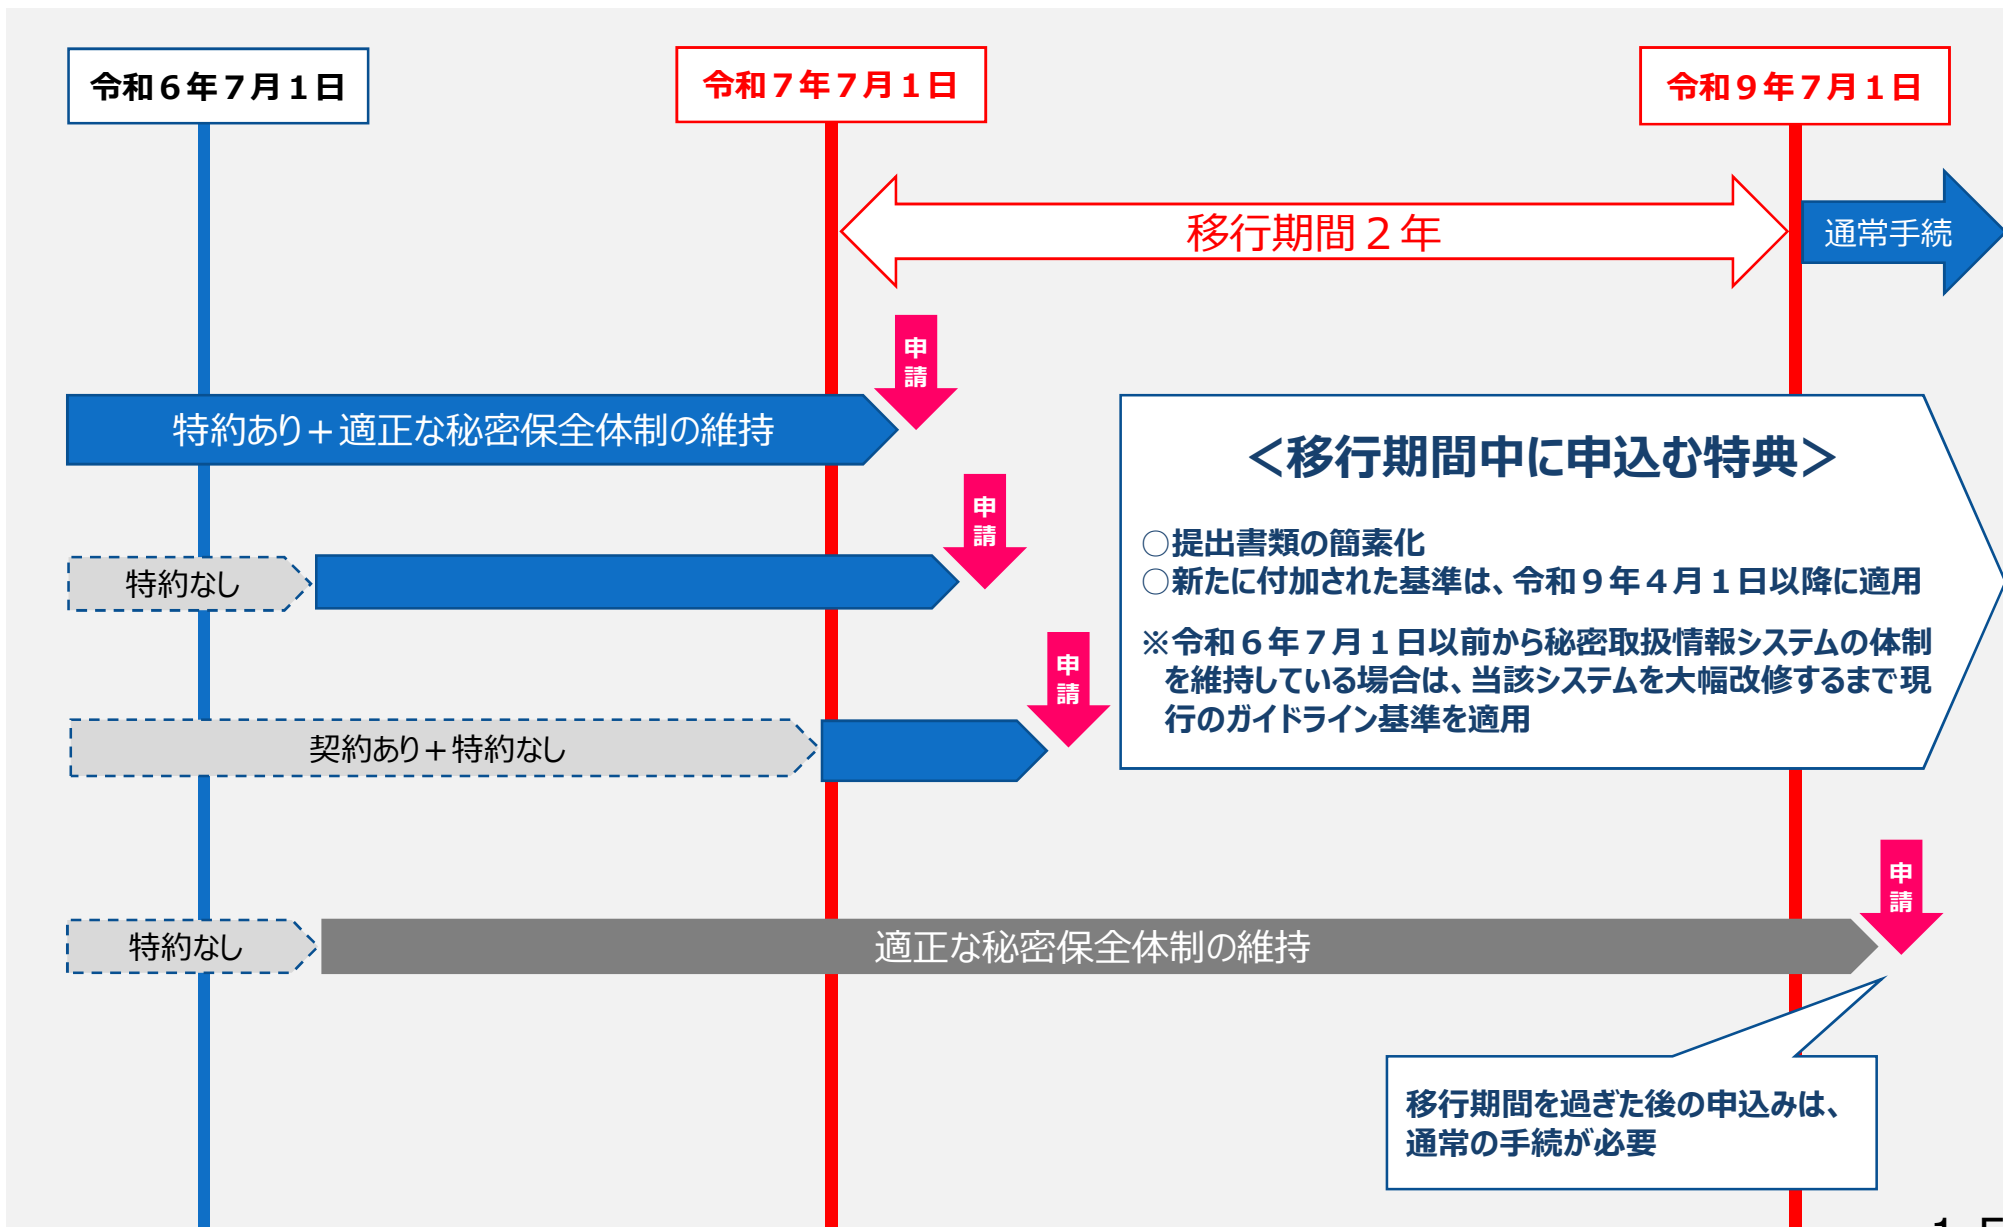 令和６年７月１日
令和７年７月１日
令和９年７月１日
移行期間２年
通常手続
申請
特約あり＋適正な秘密保全体制の維持
申請
特約なし
申請
契約あり＋特約なし
＜移行期間中に申込む特典＞
○提出書類の簡素化
○新たに付加された基準は、令和９年４月１日以降に適用
※令和６年７月１日以前から秘密取扱情報システムの体制
を維持している場合は、当該システムを大幅改修するまで現
行のガイドライン基準を適用
申請
特約なし
適正な秘密保全体制の維持
移行期間を過ぎた後の申込みは、
通常の手続が必要